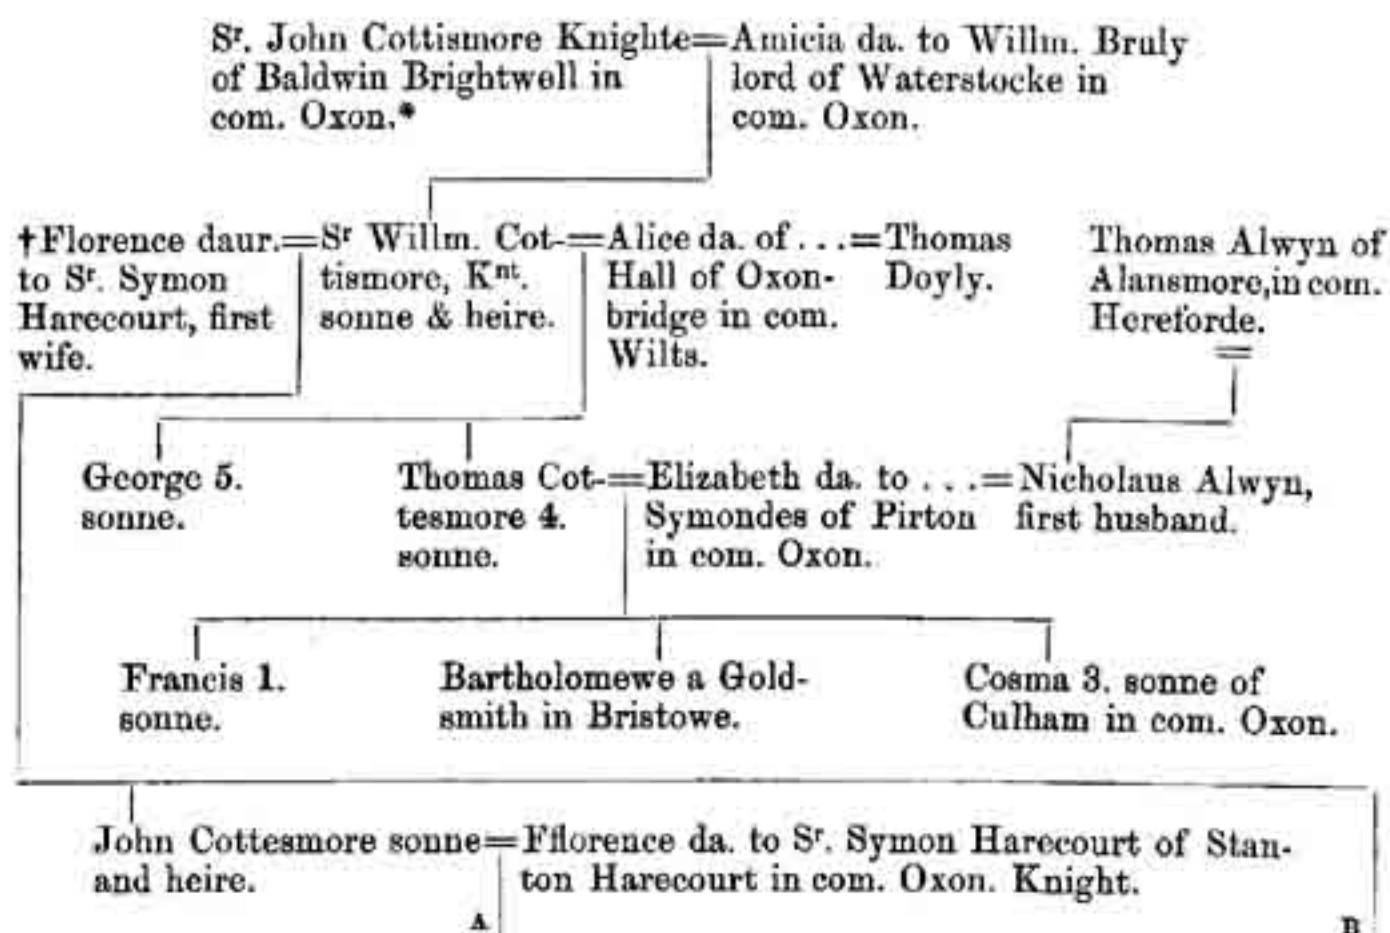 Sr. John Cottismore Knighte=Amicia da. to Willm. Bruly
of Baldwin Brightwell in lord of Waterstocke in
com. Oxon.* com. Oxon.
†Florence daur.=Sr Willm. Cot-=Alice da. of . . .=Thomas Thomas Alwyn of
to Sr. Symon tismore, Knt. Hall of Oxon- Doyly. Alansmore, in com.
Harecourt, first sonne & heire. bridge in com. Hereforde.
wife. Wilts. =
George 5. Thomas Cot-=Elizabeth da. to . . .=Nicholaus Alwyn,
sonne. tesmore 4. Symondes of Pirton first husband.
sonne. in com. Oxon.
Francis 1. Bartholomewe a Gold- Cosma 3. sonne of
sonne. smith in Bristowe. Culham in com. Oxon.
John Cottesmore sonne=Fflorence da. to Sr. Symon Harecourt of Stan-
and heire. ton Harecourt in com. Oxon. Knight.
A B